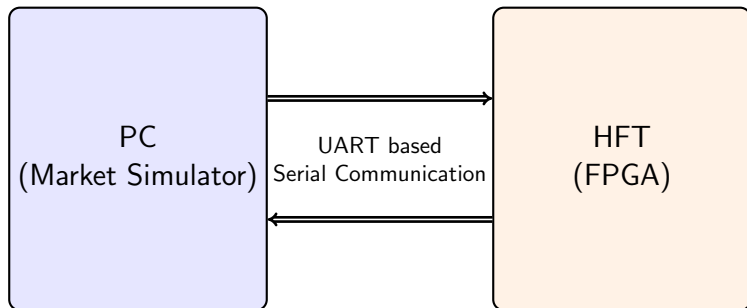 PC
(Market Simulator)
UART based
Serial Communication
HFT
(FPGA)